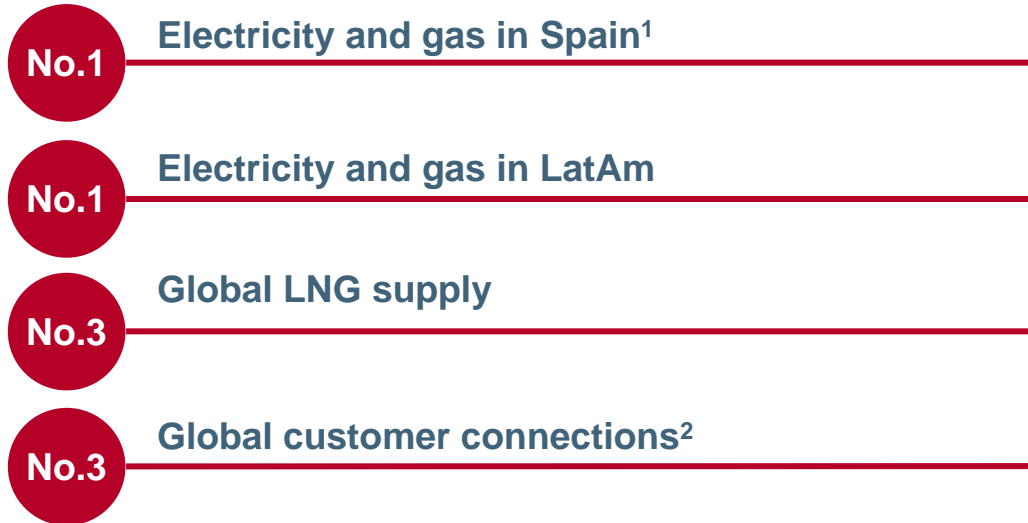 Electricity and gas in Spain¹
No.1
Electricity and gas in LatAm
No.1
Global LNG supply
No.3
Global customer connections²
No.3